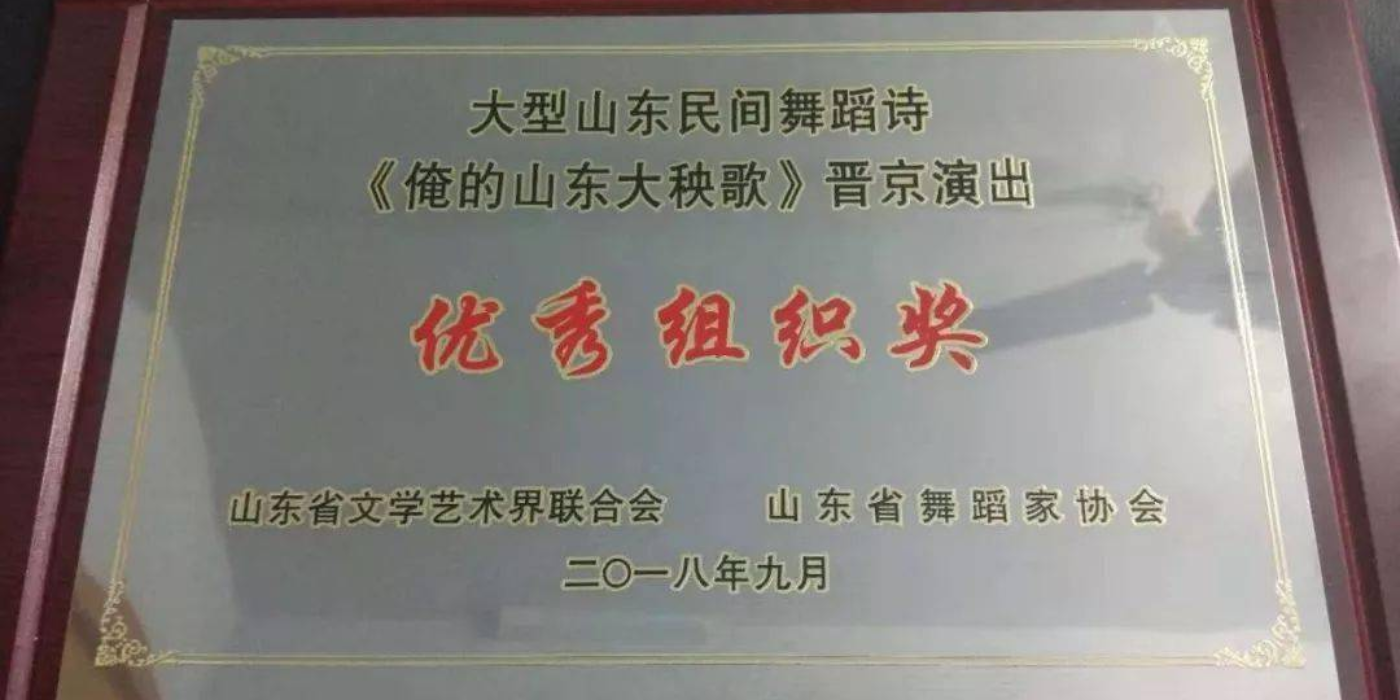 大型山东民间舞蹈诗
《俺的山东大秧歌》晋京演出
优秀组织奖
山东省文学艺术界联合会 山东省舞蹈家协会
二〇一八年九月